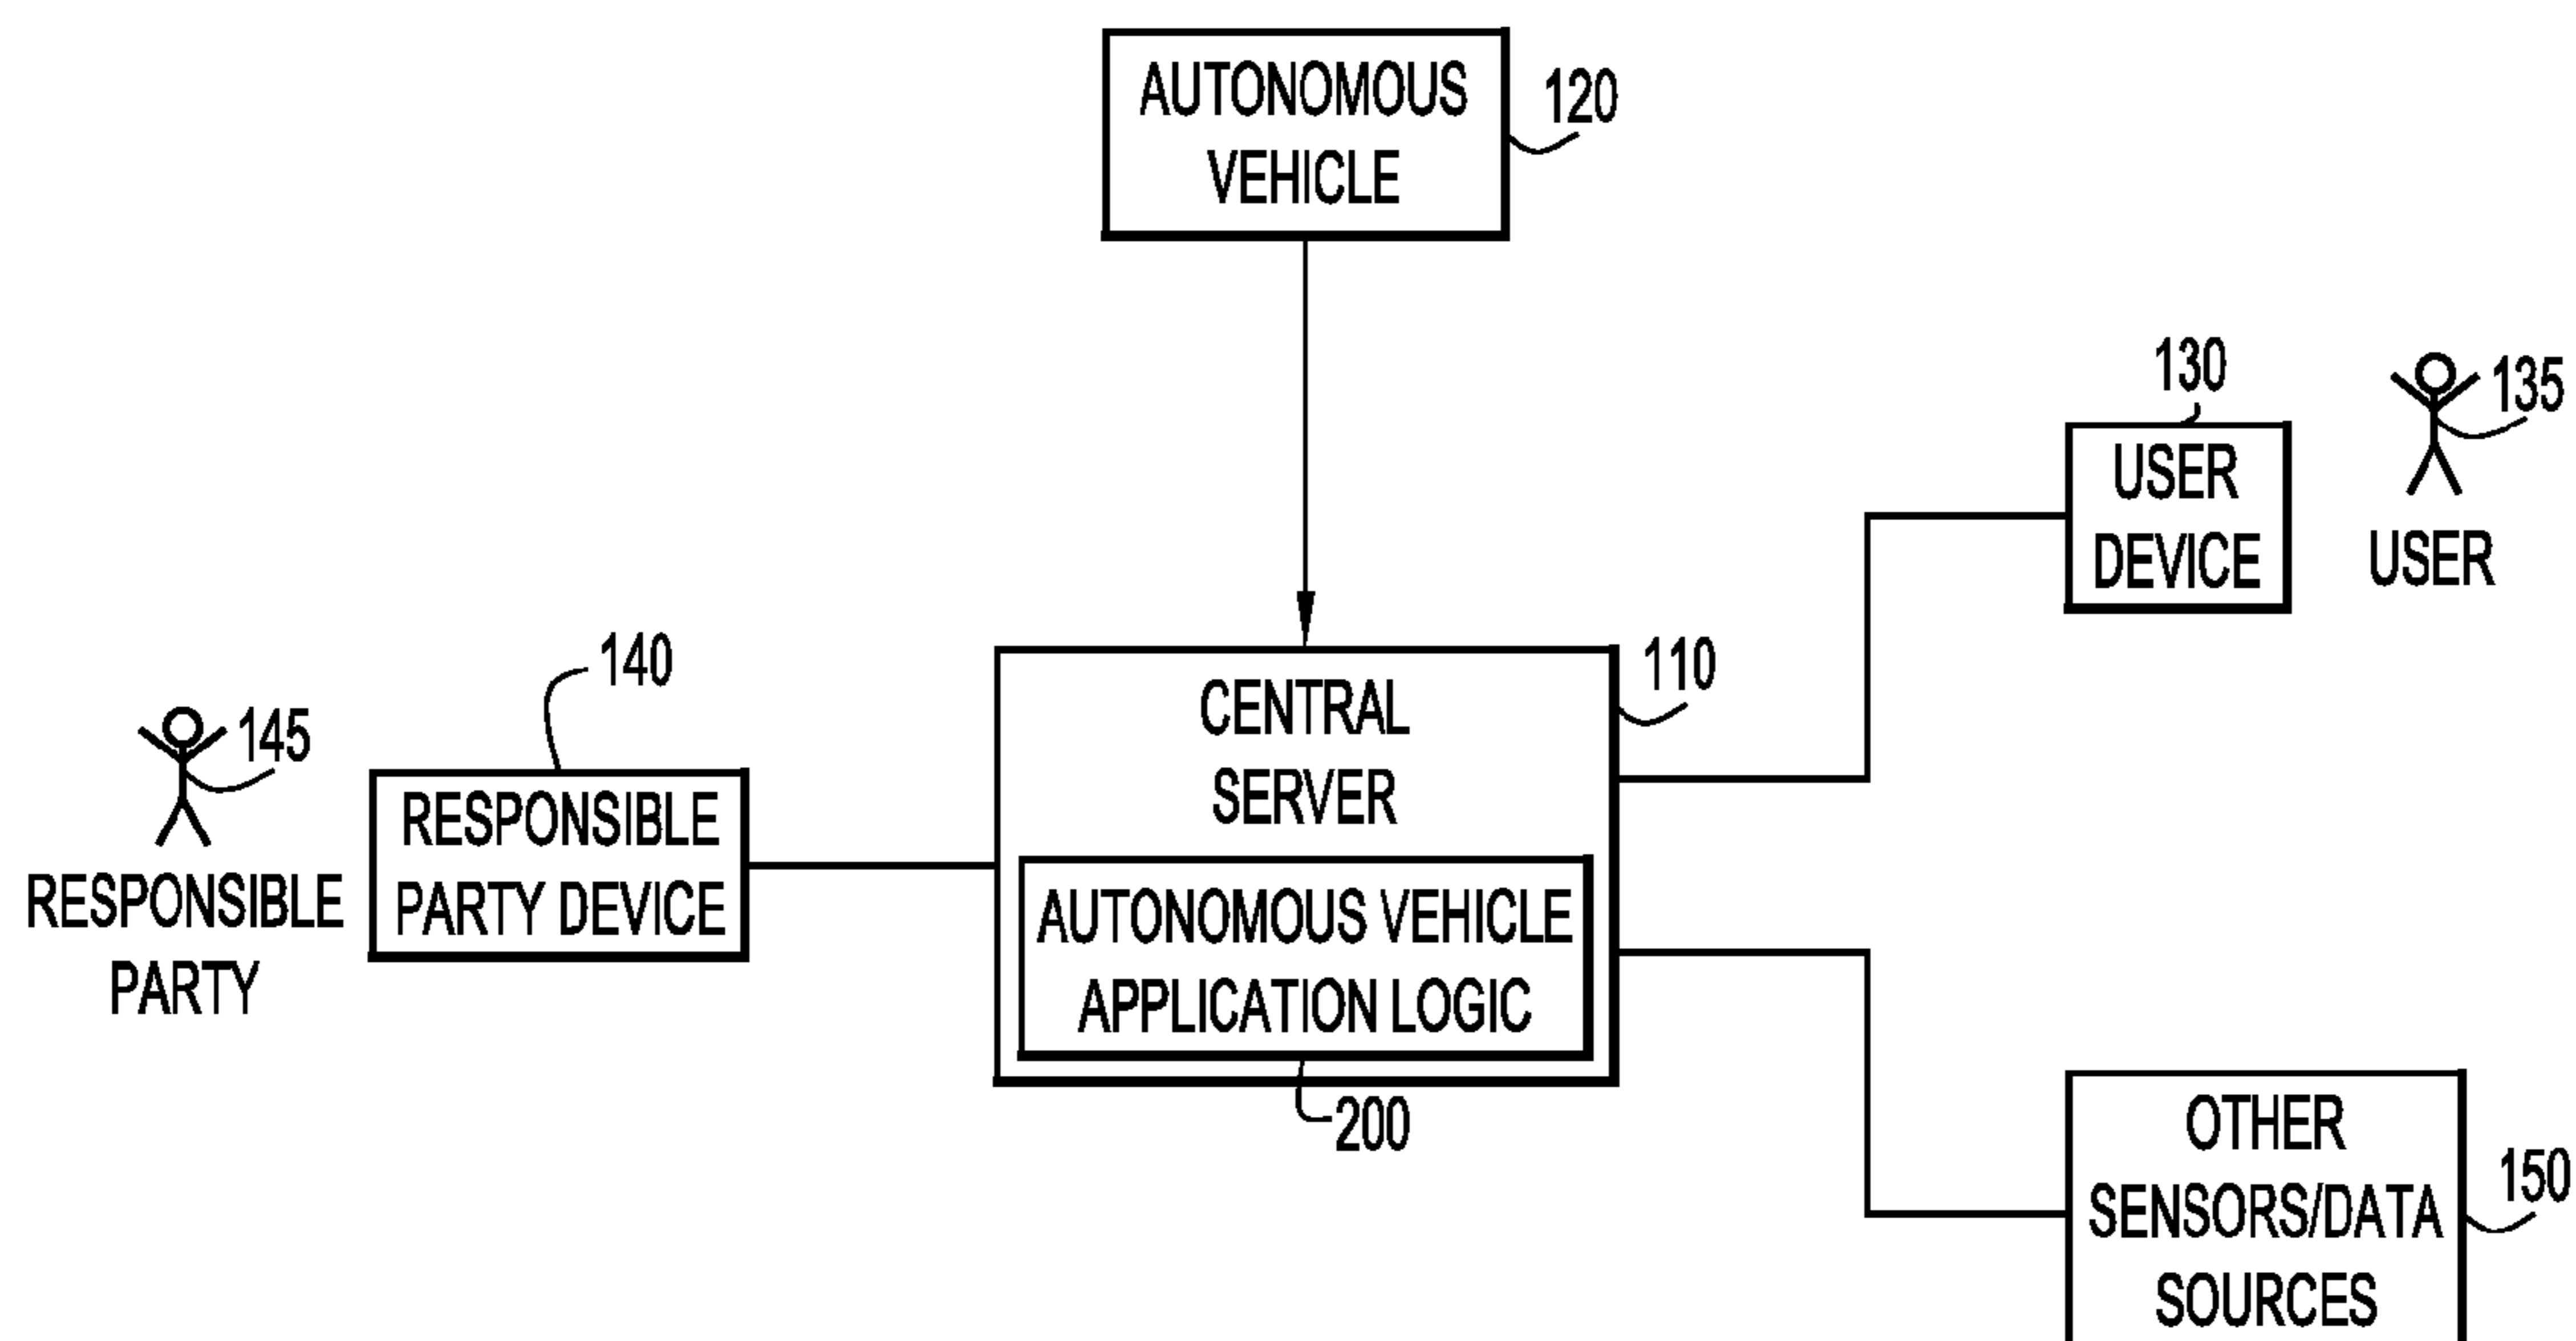 AUTONOMOUS
VEHICLE
120
130
135
USER
DEVICE
USER
140
145
RESPONSIBLE
PARTY
RESPONSIBLE
PARTY DEVICE
110
CENTRAL
SERVER
AUTONOMOUS VEHICLE
APPLICATION LOGIC
200
OTHER
SENSORS/DATA
SOURCES
150